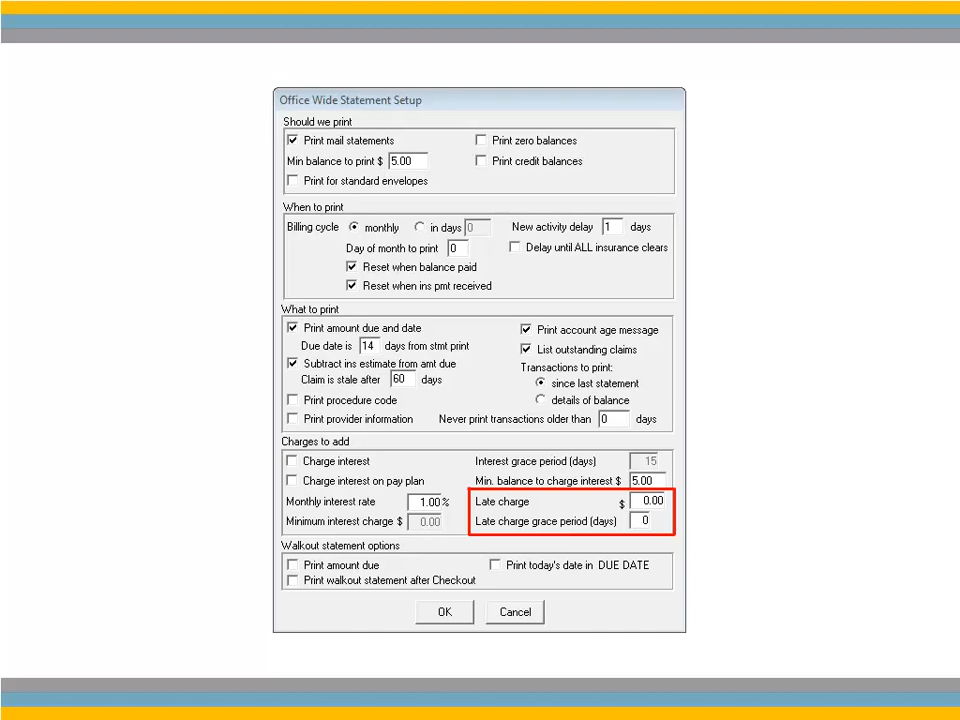 Office Wide Statement Setup
Should we print
Print mail statements
Print zero balances
Min balance to print $ 5.00
Print credit balances
Print for standard envelopes
When to print
Billing cycle monthly in days 0
New activity delay 1 days
Day of month to print 0
Delay until ALL insurance clears
Reset when balance paid
Reset when ins pmt received
What to print
Print amount due and date
Print account age message
Due date is 14 days from stmt print
List outstanding claims
Subtract ins estimate from amt due
Transactions to print:
Claim is stale after 60 days
since last statement
Print procedure code
details of balance
Print provider information
Never print transactions older than 0 days
Charges to add
Charge interest
Interest grace period (days) 15
Charge interest on pay plan
Min. balance to charge interest $ 5.00
Monthly interest rate 1.00 %
Late charge $ 0.00
Minimum interest charge $ 0.00
Late charge grace period (days) 0
Walkout statement options
Print amount due
Print today's date in DUE DATE
Print walkout statement after Checkout
OK Cancel